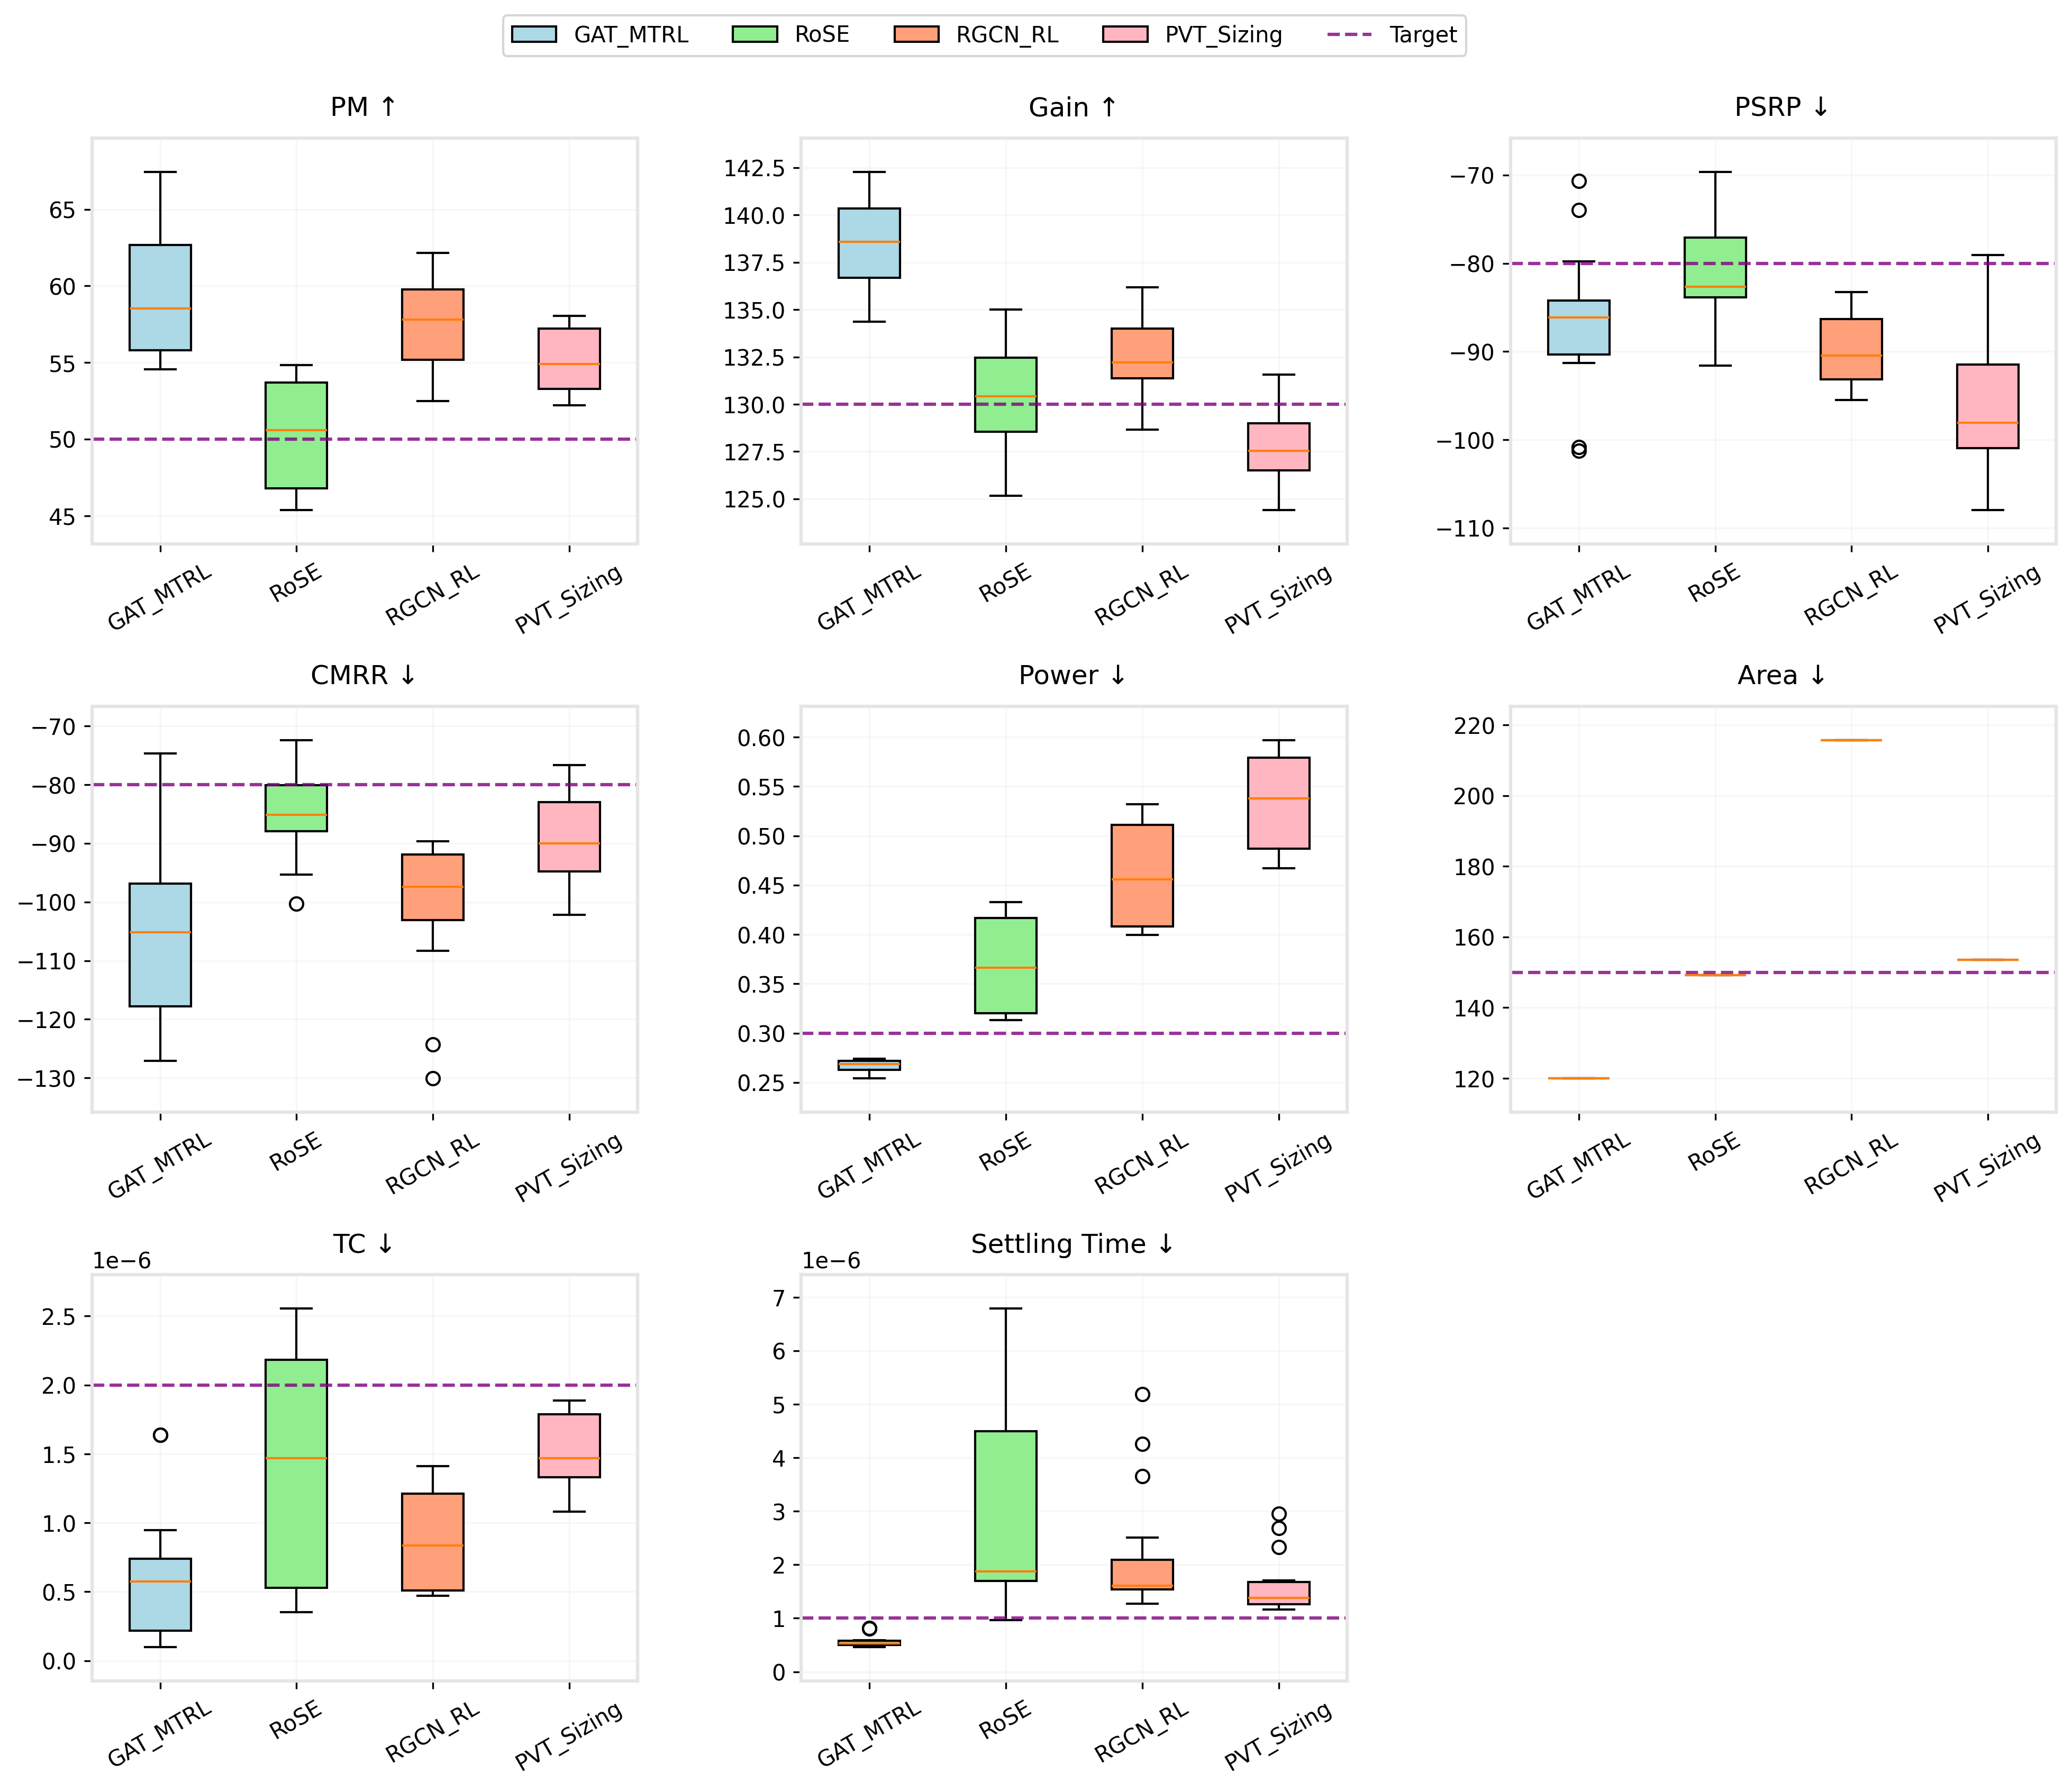 GAT_MTRL RoSE RGCN_RL PVT_Sizing Target
PM ↑
65
60
55
50
45
GAT_MTRL RoSE RGCN_RL PVT_Sizing
Gain ↑
142.5
140.0
137.5
135.0
132.5
130.0
127.5
125.0
GAT_MTRL RoSE RGCN_RL PVT_Sizing
PSRP ↓
−70
−80
−90
−100
−110
GAT_MTRL RoSE RGCN_RL PVT_Sizing
CMRR ↓
−70
−80
−90
−100
−110
−120
−130
GAT_MTRL RoSE RGCN_RL PVT_Sizing
Power ↓
0.60
0.55
0.50
0.45
0.40
0.35
0.30
0.25
GAT_MTRL RoSE RGCN_RL PVT_Sizing
Area ↓
220
200
180
160
140
120
GAT_MTRL RoSE RGCN_RL PVT_Sizing
TC ↓
1e−6
2.5
2.0
1.5
1.0
0.5
0.0
GAT_MTRL RoSE RGCN_RL PVT_Sizing
Settling Time ↓
1e−6
7
6
5
4
3
2
1
0
GAT_MTRL RoSE RGCN_RL PVT_Sizing